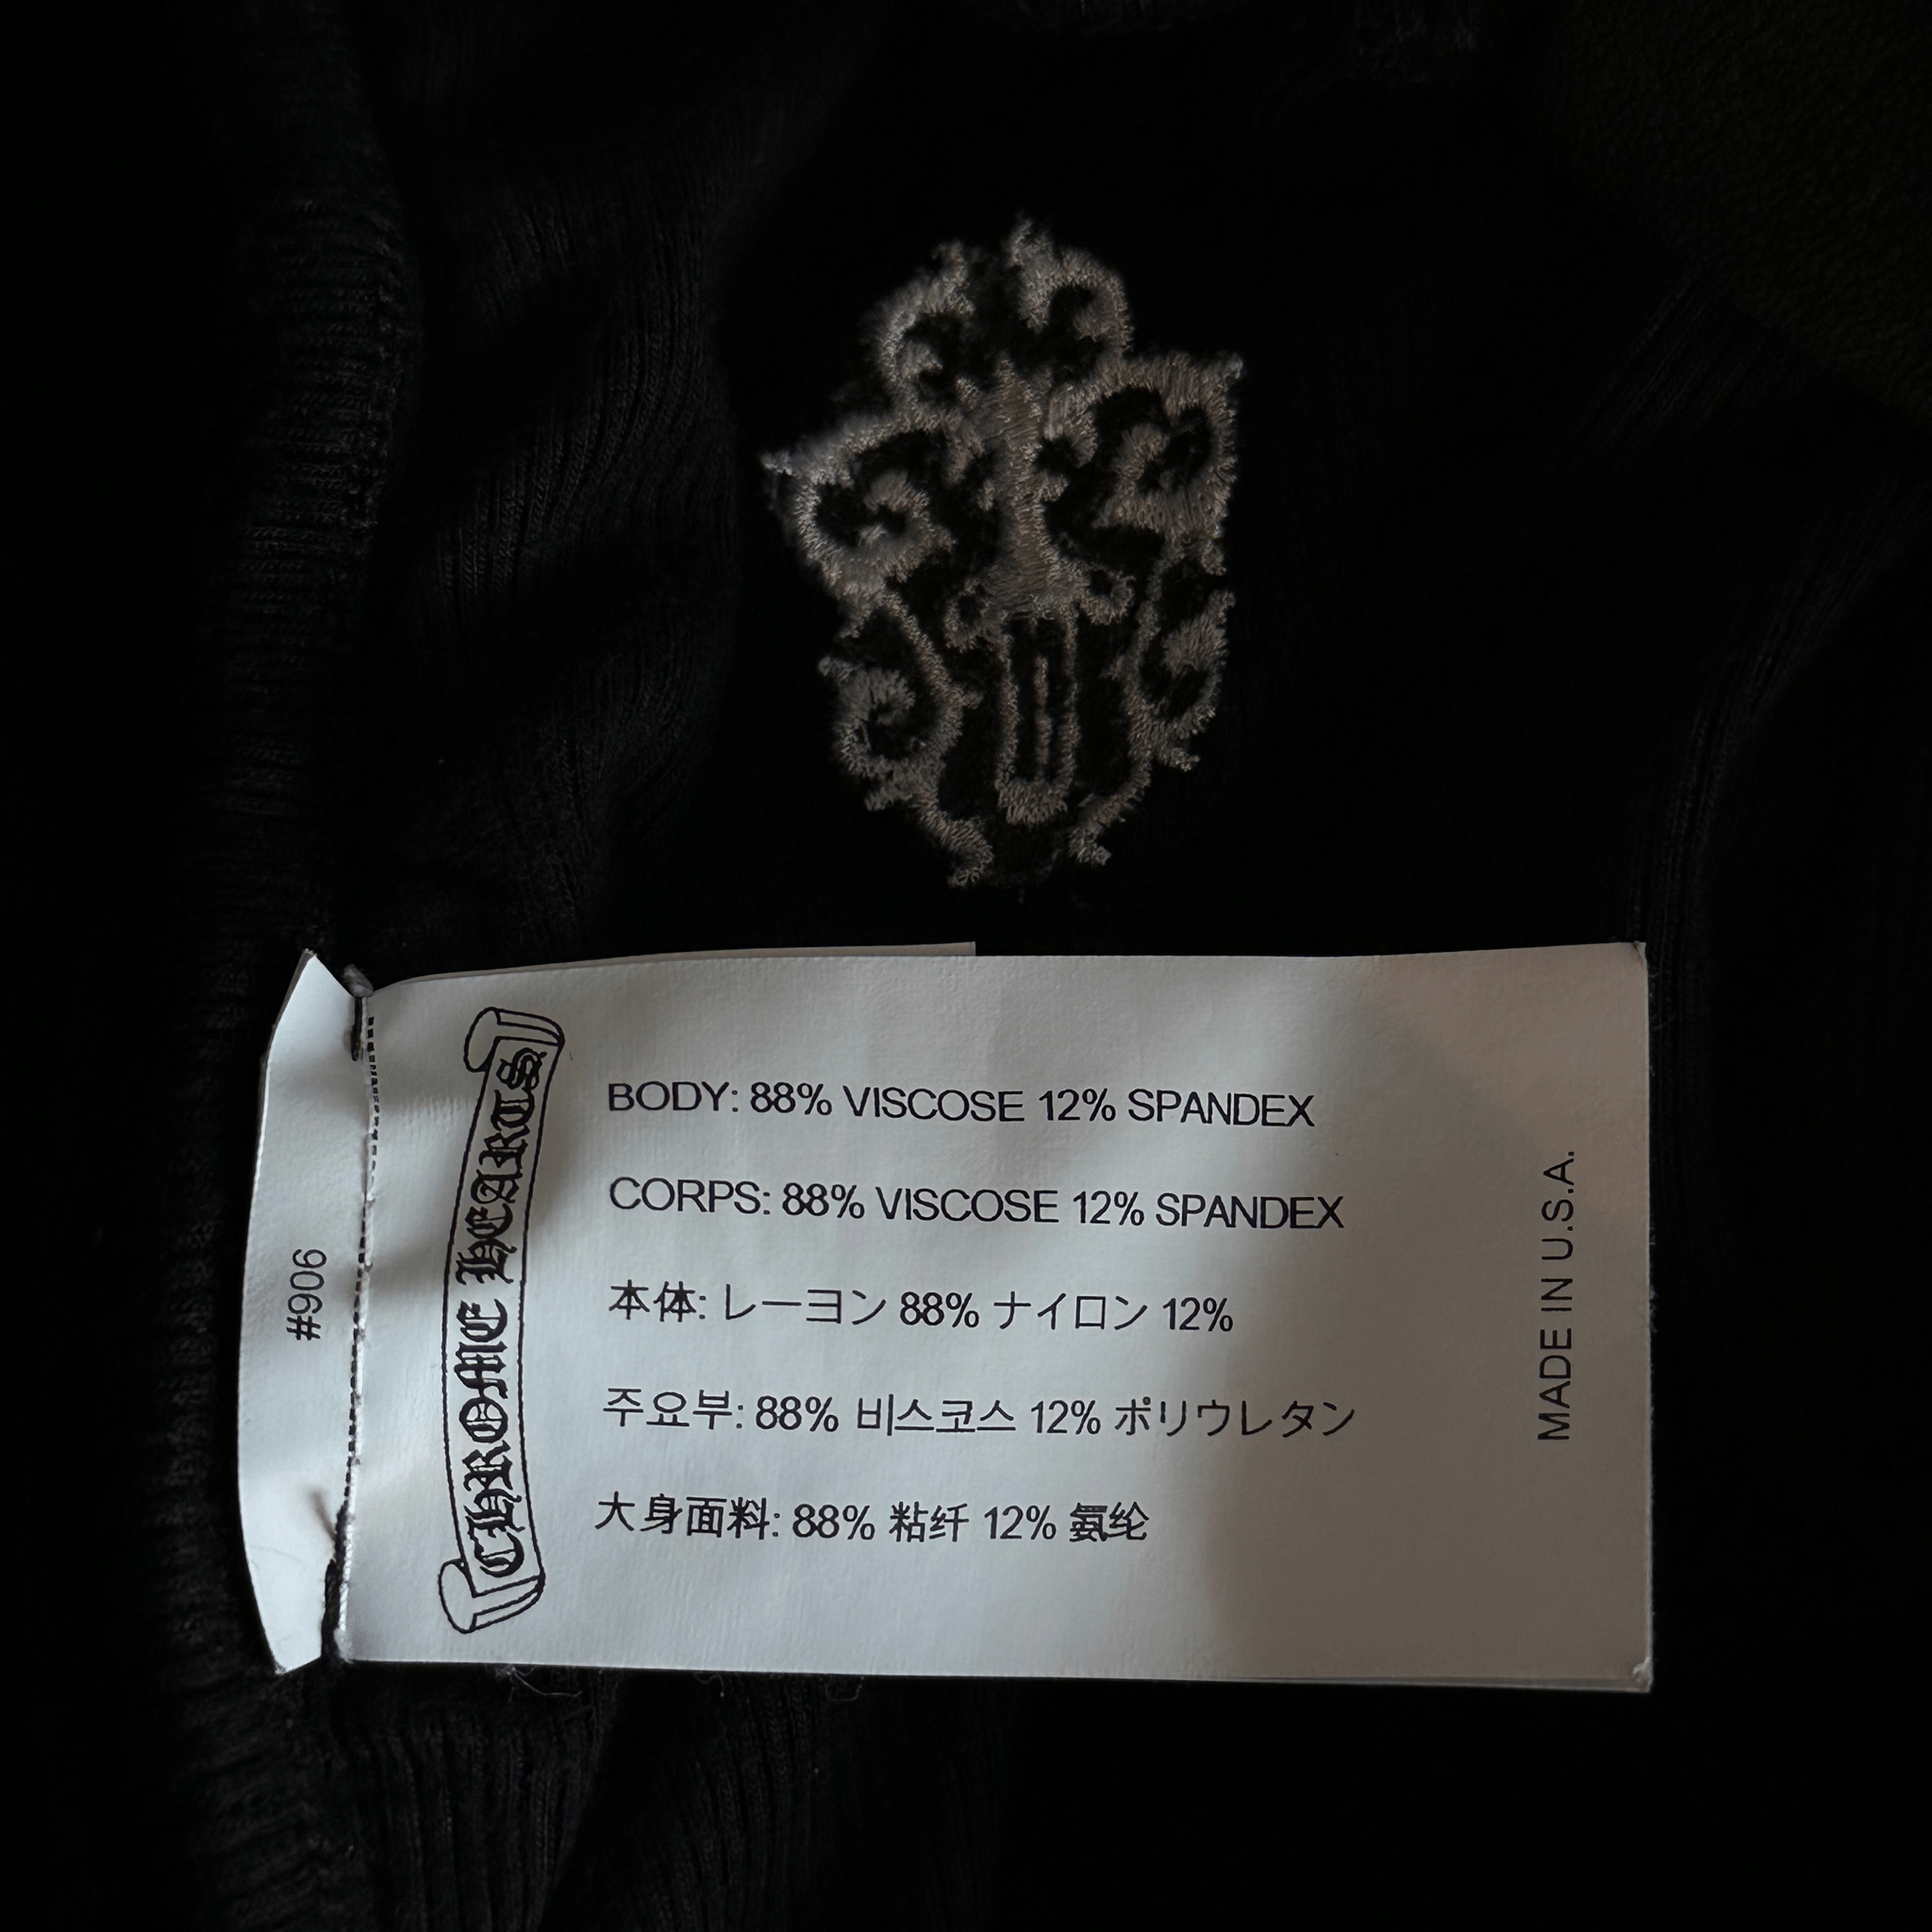 #906
CHROME HEARTS
BODY: 88% VISCOSE 12% SPANDEX
CORPS: 88% VISCOSE 12% SPANDEX
本体: レーヨン 88% ナイロン 12%
주요부: 88% 비스코스 12% ポリウレタン
大身面料: 88% 粘纤 12% 氨纶
MADE IN U.S.A.